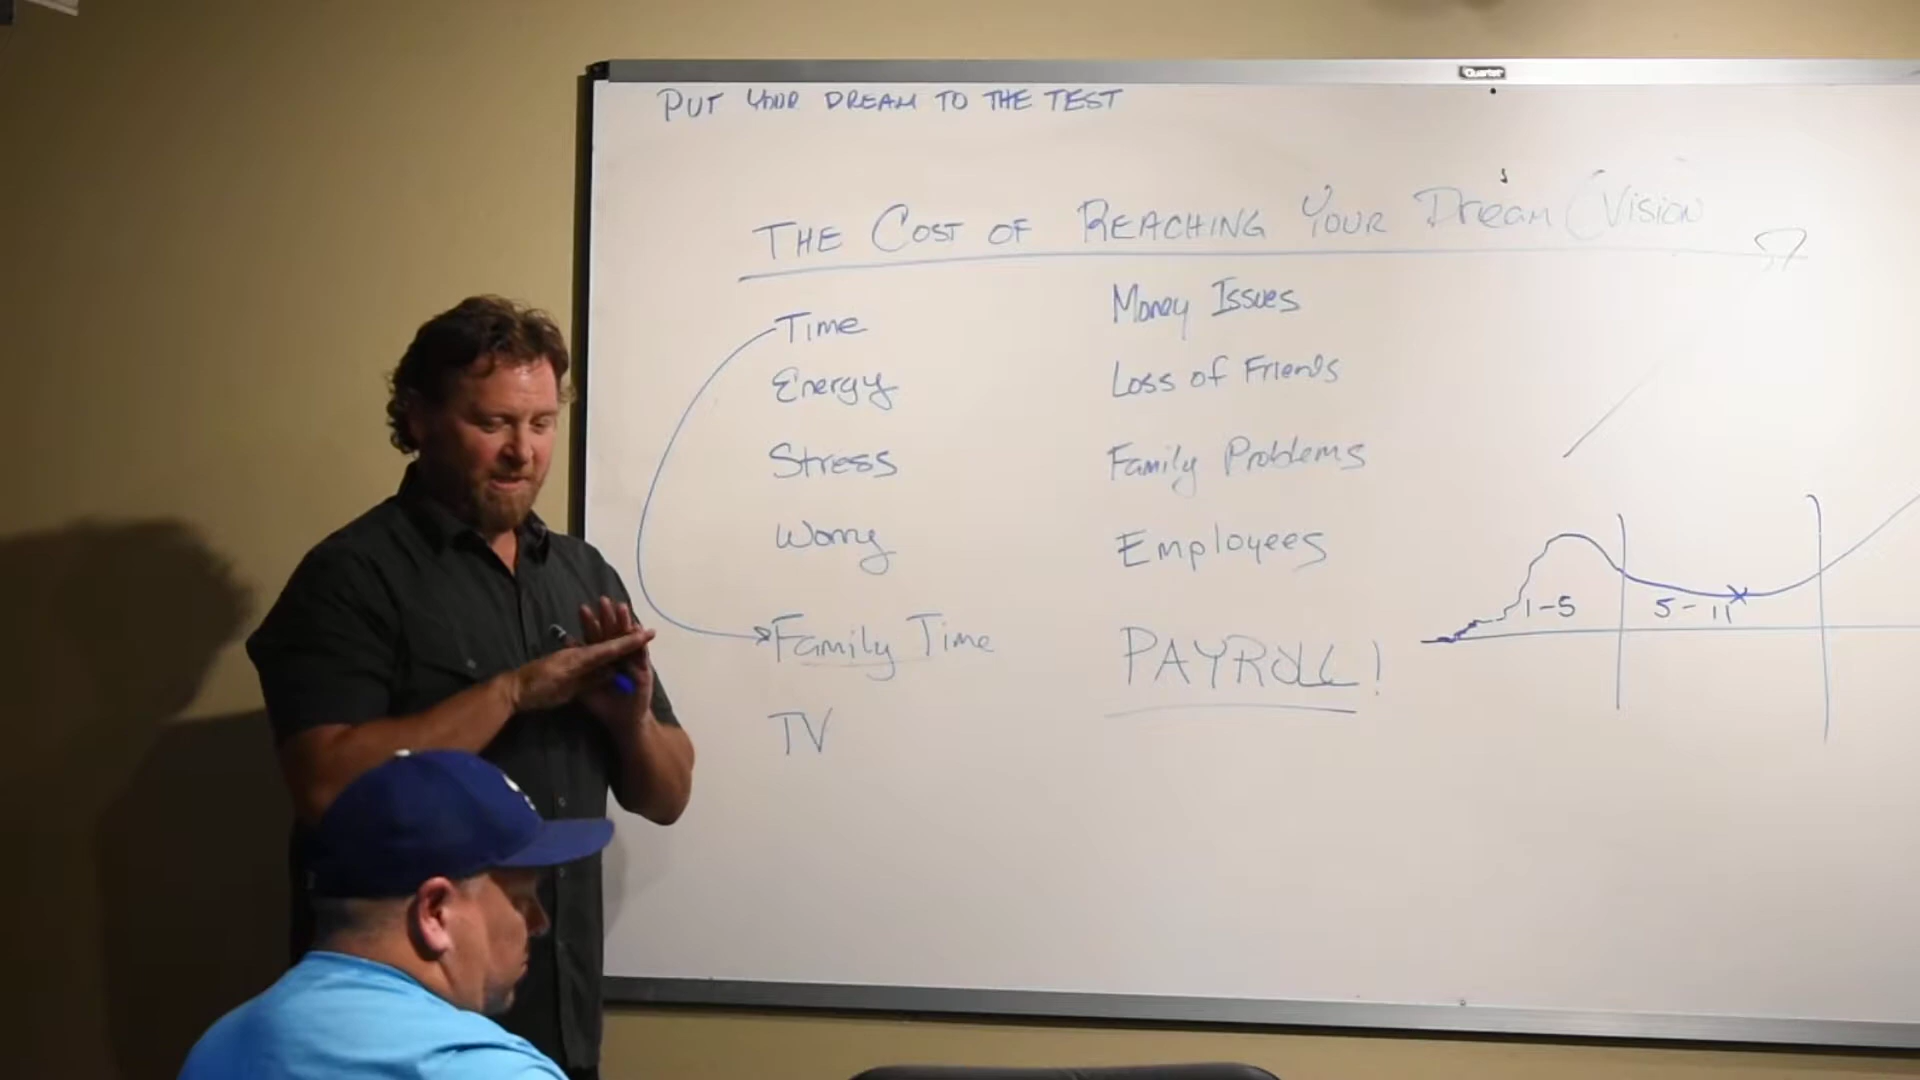 Quartet
PUT YOUR DREAM TO THE TEST
THE COST OF REACHING YOUR Dream (Vision
Time
Energy
Stress
Worry
Family Time
TV
Money Issues
Loss of Friends
Family Problems
Employees
PAYROLL!
1-5
5-11